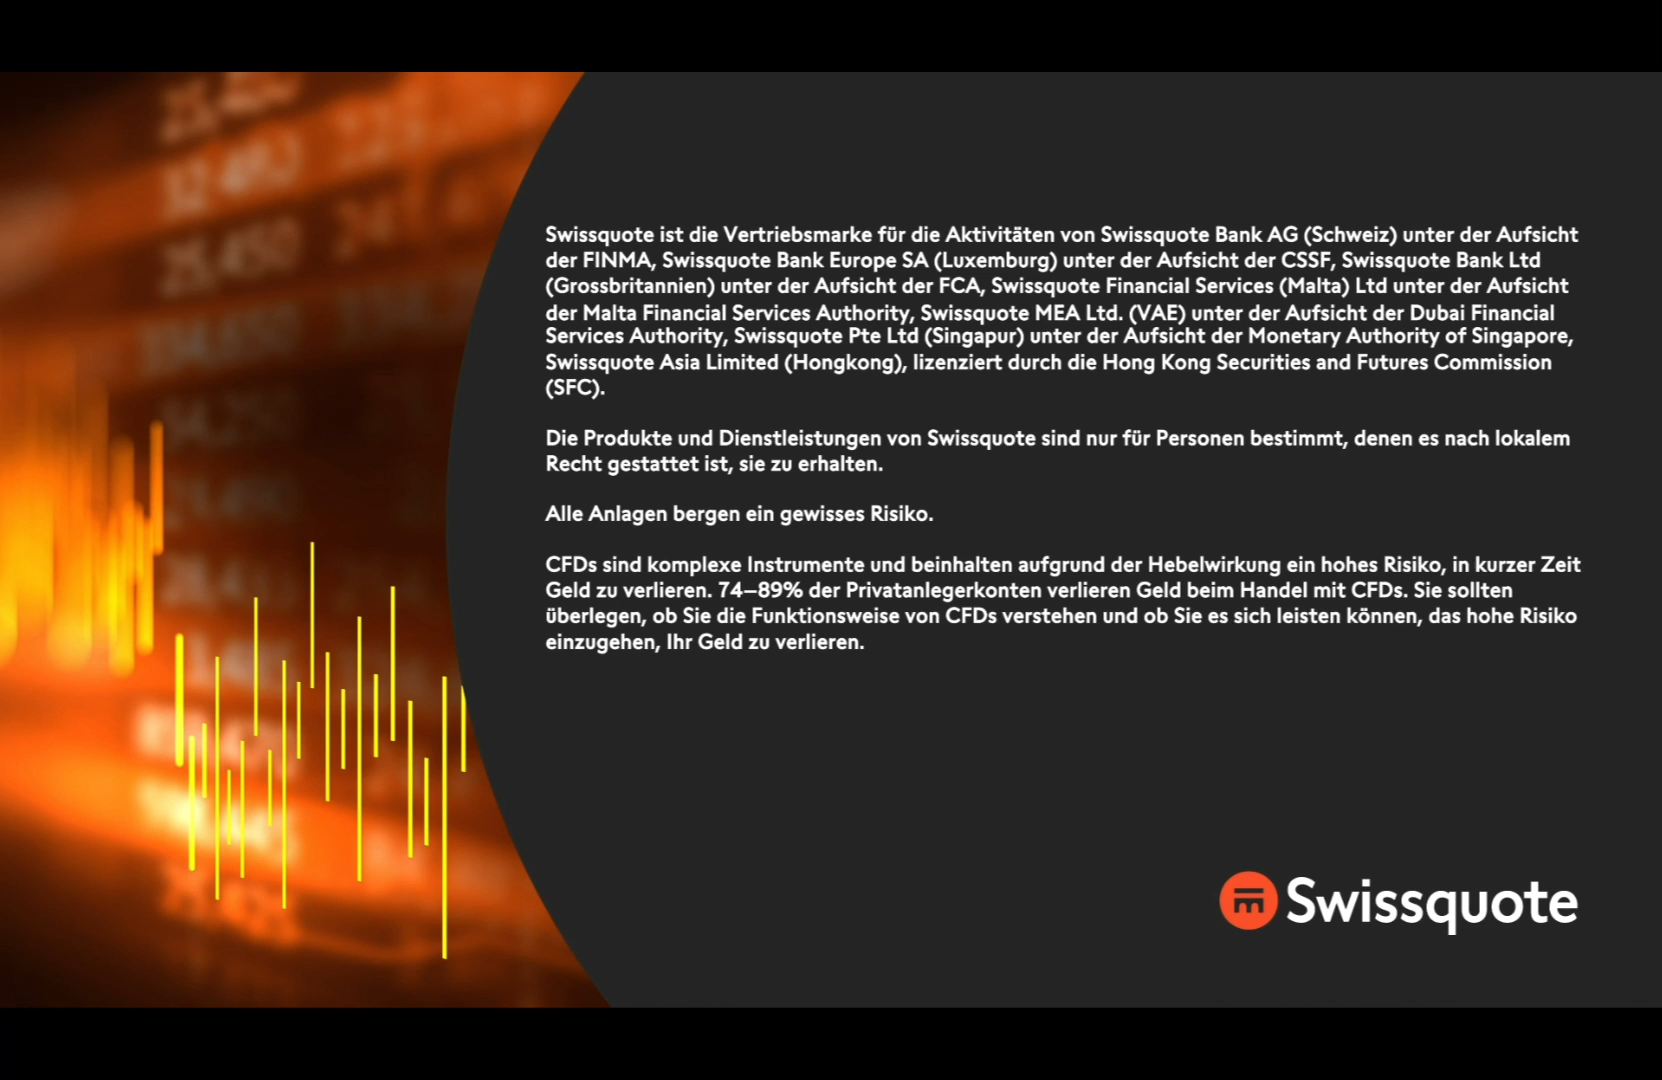 Swissquote ist die Vertriebsmarke für die Aktivitäten von Swissquote Bank AG (Schweiz) unter der Aufsicht
der FINMA, Swissquote Bank Europe SA (Luxemburg) unter der Aufsicht der CSSF, Swissquote Bank Ltd
(Grossbritannien) unter der Aufsicht der FCA, Swissquote Financial Services (Malta) Ltd unter der Aufsicht
der Malta Financial Services Authority, Swissquote MEA Ltd. (VAE) unter der Aufsicht der Dubai Financial
Services Authority, Swissquote Pte Ltd (Singapur) unter der Aufsicht der Monetary Authority of Singapore,
Swissquote Asia Limited (Hongkong), lizenziert durch die Hong Kong Securities and Futures Commission
(SFC).
Die Produkte und Dienstleistungen von Swissquote sind nur für Personen bestimmt, denen es nach lokalem
Recht gestattet ist, sie zu erhalten.
Alle Anlagen bergen ein gewisses Risiko.
CFDs sind komplexe Instrumente und beinhalten aufgrund der Hebelwirkung ein hohes Risiko, in kurzer Zeit
Geld zu verlieren. 74–89% der Privatanlegerkonten verlieren Geld beim Handel mit CFDs. Sie sollten
überlegen, ob Sie die Funktionsweise von CFDs verstehen und ob Sie es sich leisten können, das hohe Risiko
einzugehen, Ihr Geld zu verlieren.
Swissquote